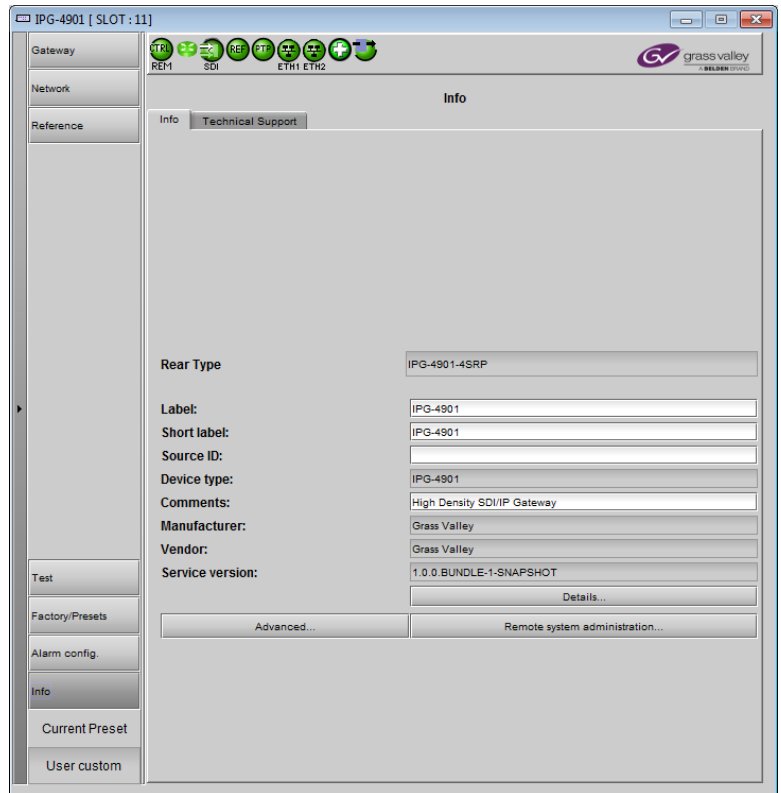 IPG-4901 [ SLOT : 11]
Gateway
Network
Reference
Test
Factory/Presets
Alarm config.
Info
Current Preset
User custom
CTRL REF PTP
REM SDI ETH1 ETH2
GV grass valley
A BELDEN BRAND
Info
Info Technical Support
Rear Type IPG-4901-4SRP
Label: IPG-4901
Short label: IPG-4901
Source ID:
Device type: IPG-4901
Comments: High Density SDI/IP Gateway
Manufacturer: Grass Valley
Vendor: Grass Valley
Service version: 1.0.0.BUNDLE-1-SNAPSHOT
Details...
Advanced... Remote system administration...